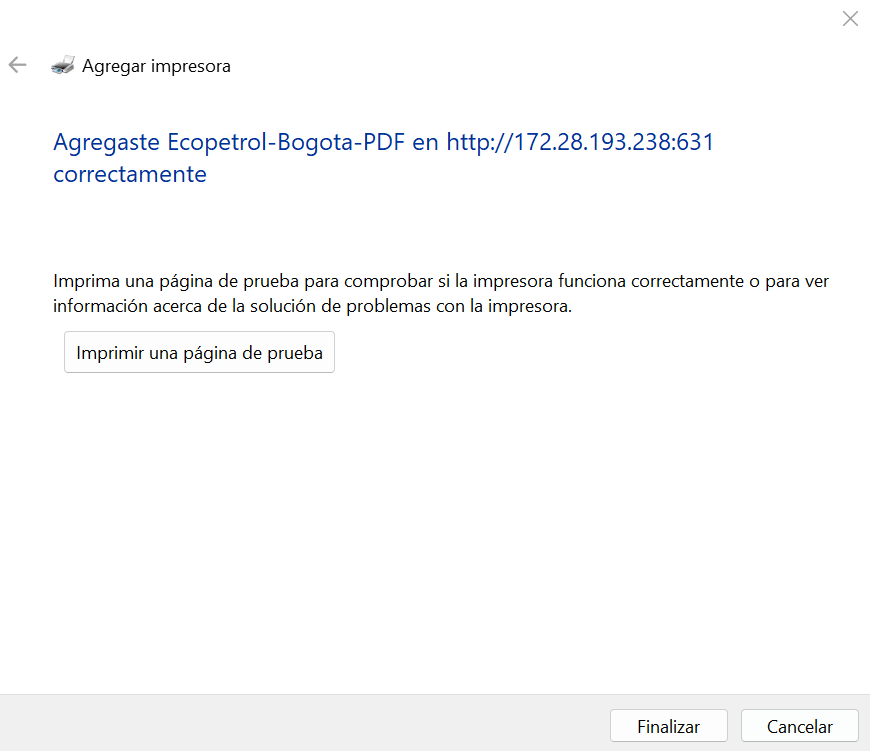 Agregar impresora
Agregaste Ecopetrol-Bogota-PDF en http://172.28.193.238:631
correctamente
Imprima una página de prueba para comprobar si la impresora funciona correctamente o para ver
información acerca de la solución de problemas con la impresora.
Imprimir una página de prueba
Finalizar
Cancelar